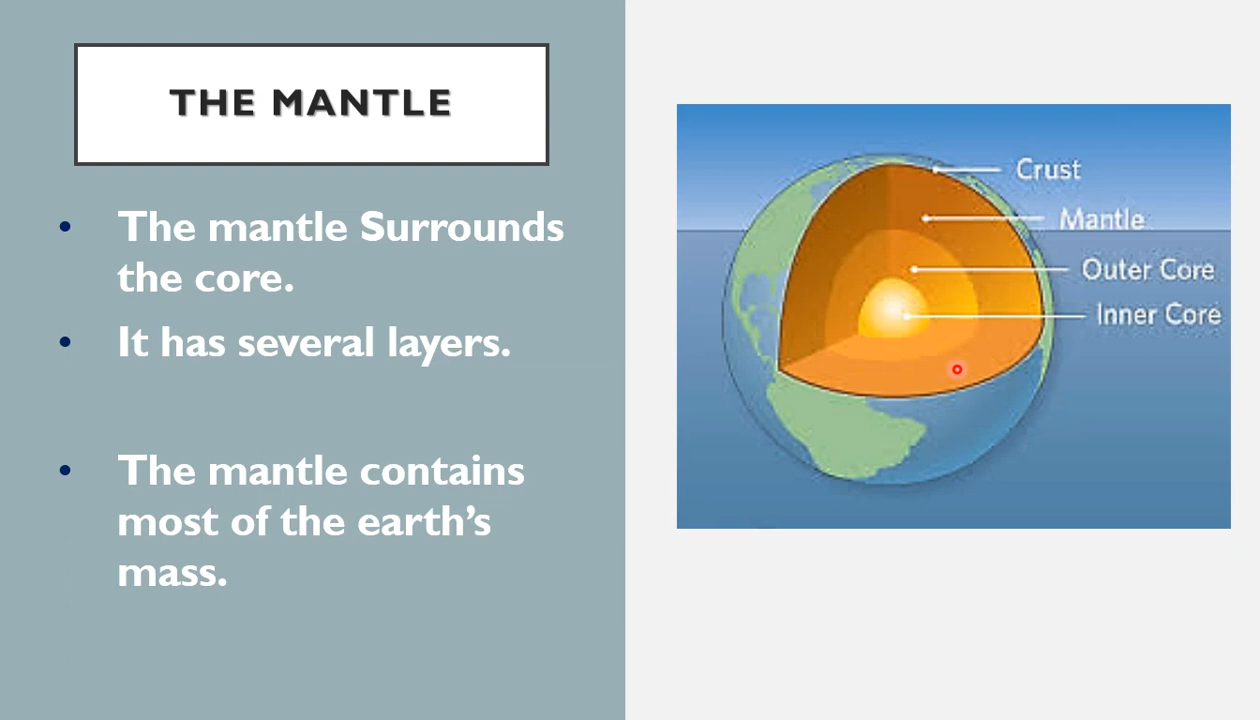 THE MANTLE
• The mantle Surrounds
the core.
• It has several layers.
• The mantle contains
most of the earth’s
mass.
Crust
Mantle
Outer Core
Inner Core